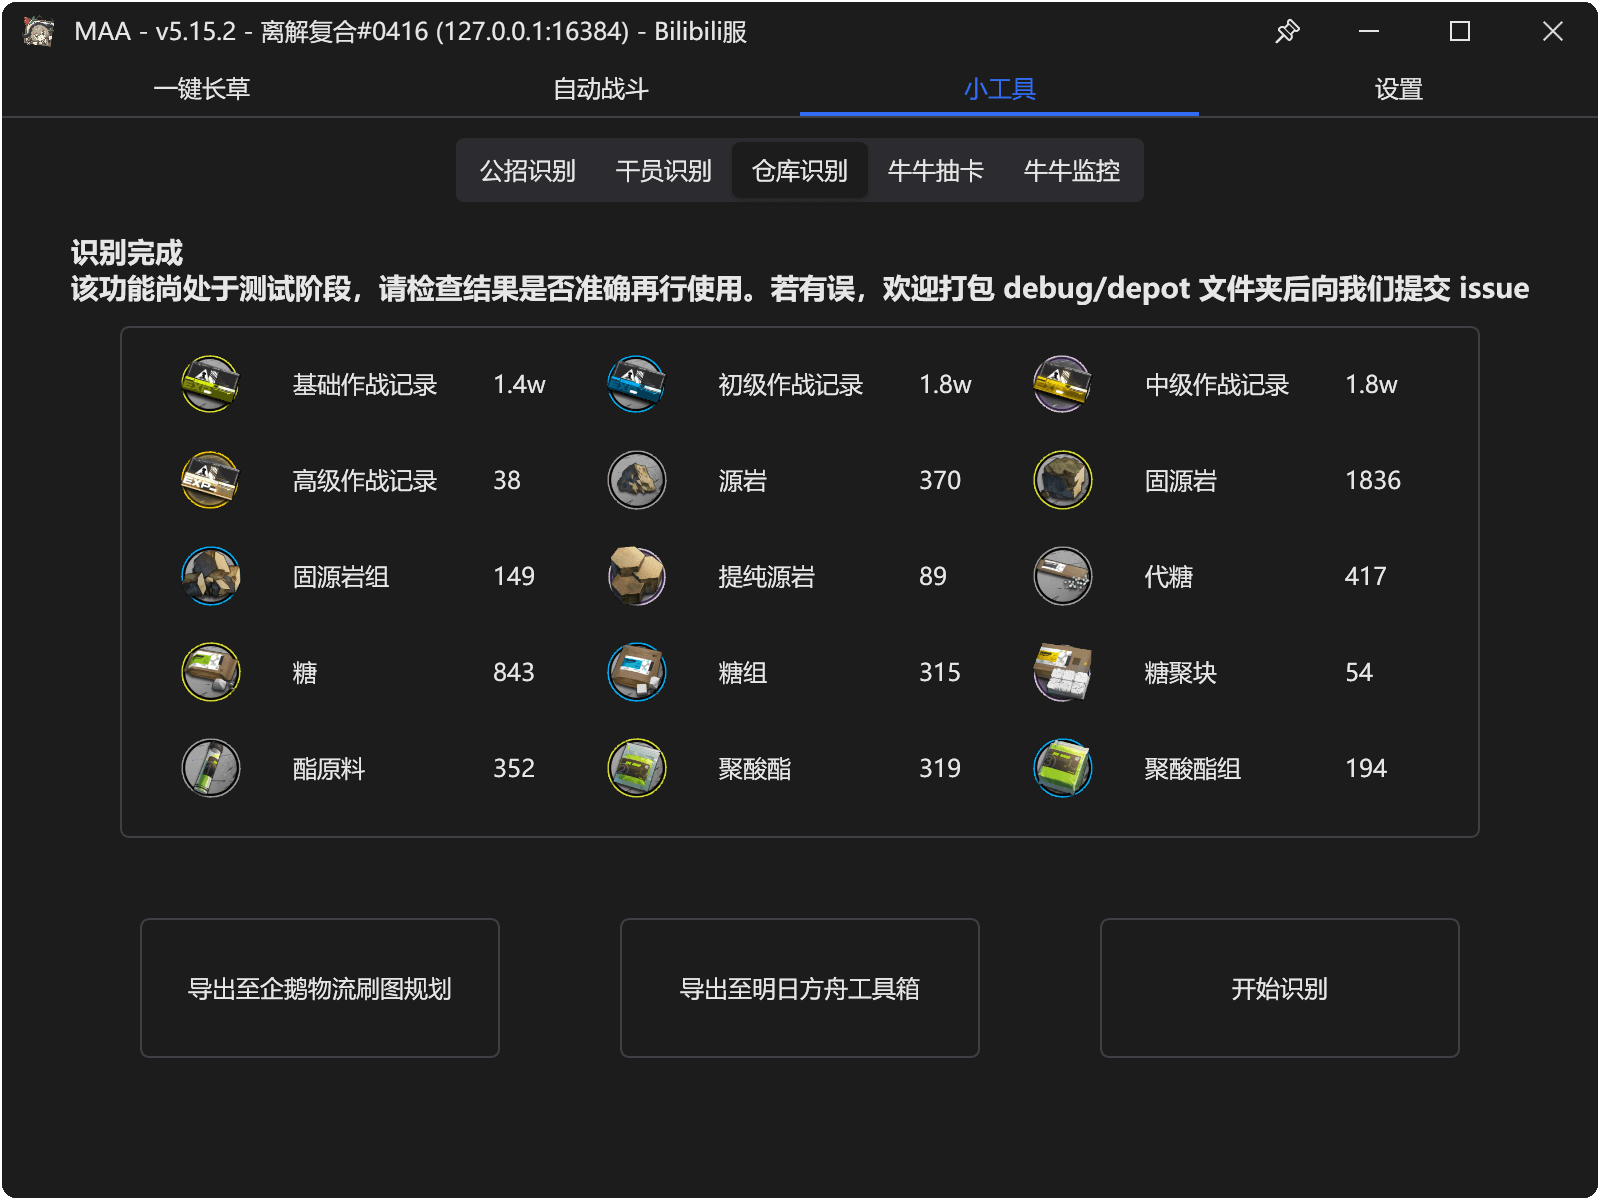 MAA - v5.15.2 - 离解复合#0416 (127.0.0.1:16384) - Bilibili服
一键长草 自动战斗 小工具 设置
公招识别 干员识别 仓库识别 牛牛抽卡 牛牛监控
识别完成
该功能尚处于测试阶段，请检查结果是否准确再行使用。若有误，欢迎打包 debug/depot 文件夹后向我们提交 issue
基础作战记录 1.4w 初级作战记录 1.8w 中级作战记录 1.8w
高级作战记录 38 源岩 370 固源岩 1836
固源岩组 149 提纯源岩 89 代糖 417
糖 843 糖组 315 糖聚块 54
酯原料 352 聚酸酯 319 聚酸酯组 194
导出至企鹅物流刷图规划 导出至明日方舟工具箱 开始识别